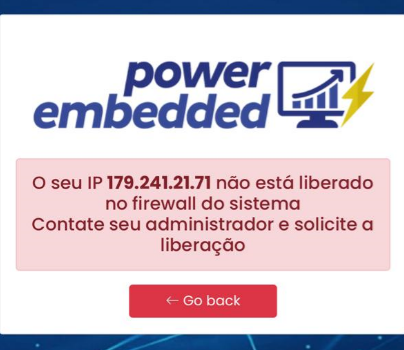 power
embedded
O seu IP 179.241.21.71 não está liberado
no firewall do sistema
Contate seu administrador e solicite a
liberação
← Go back